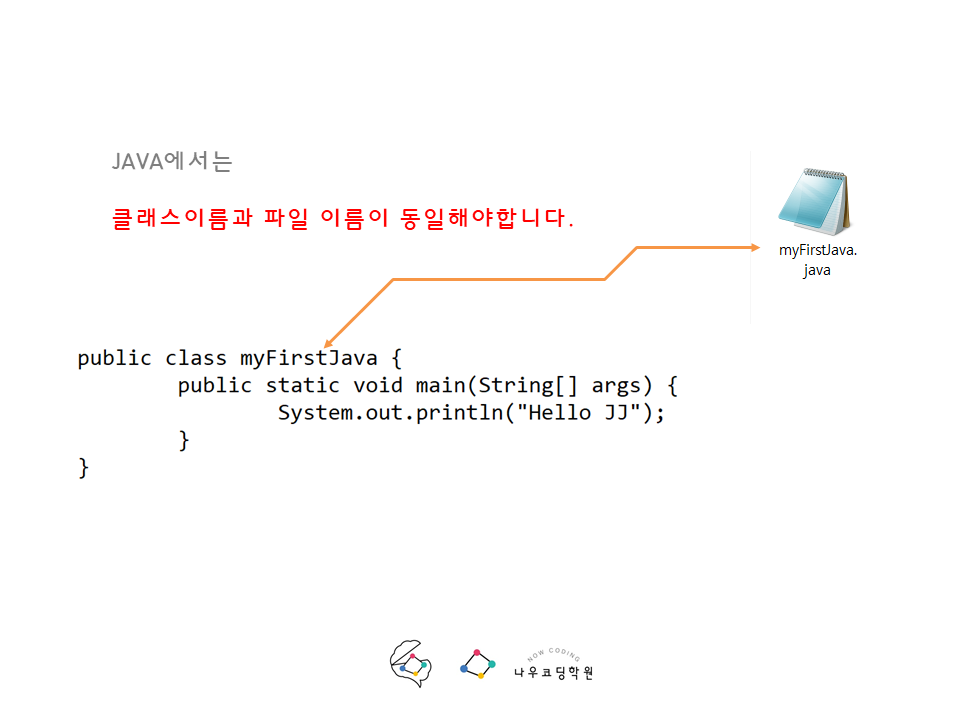 JAVA에서는
클래스이름과 파일 이름이 동일해야합니다.
myFirstJava.
java
public class myFirstJava {
        public static void main(String[] args) {
                System.out.println("Hello JJ");
        }
}
NOW CODING
나우코딩학원